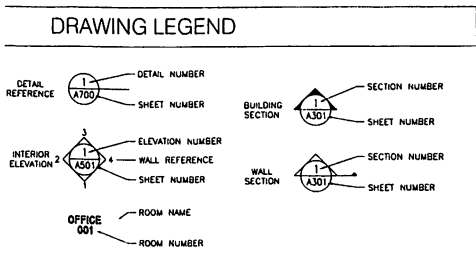 DRAWING LEGEND
DETAIL REFERENCE
1
A700
DETAIL NUMBER
SHEET NUMBER
INTERIOR ELEVATION
3
2
1
A501
4
1
ELEVATION NUMBER
WALL REFERENCE
SHEET NUMBER
OFFICE
001
ROOM NAME
ROOM NUMBER
BUILDING SECTION
1
A301
SECTION NUMBER
SHEET NUMBER
WALL SECTION
1
A301
SECTION NUMBER
SHEET NUMBER